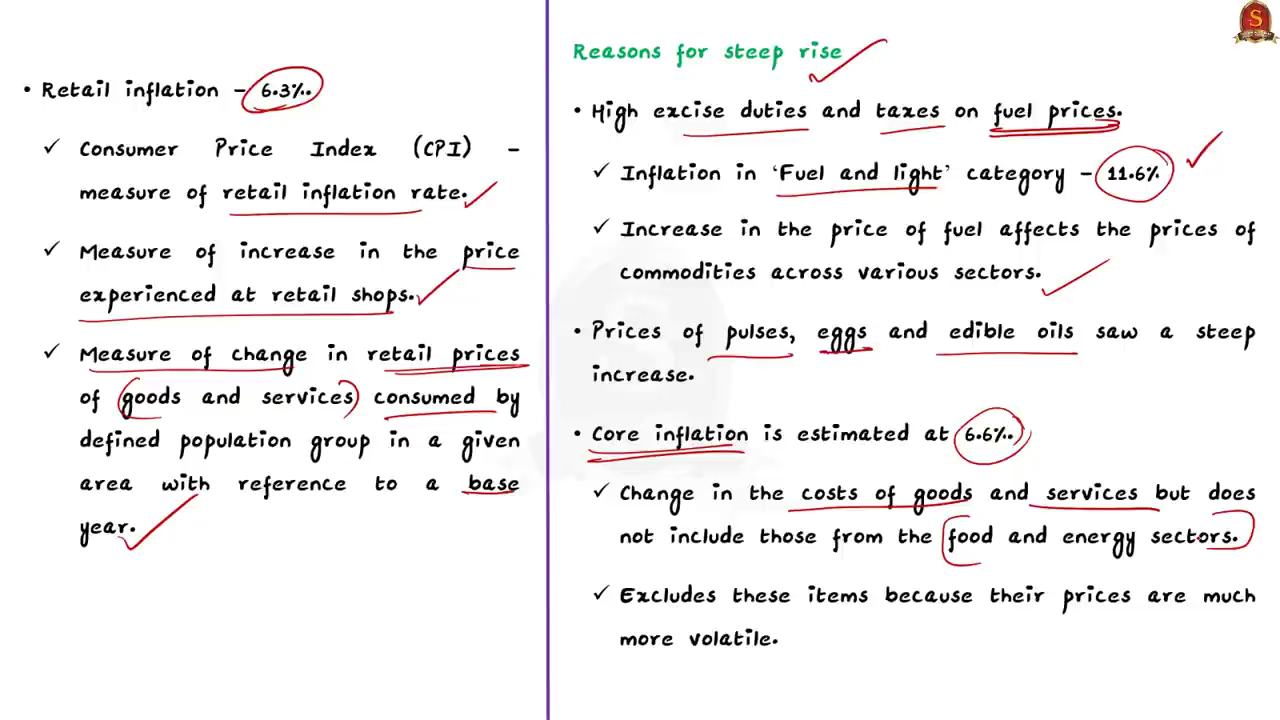 • Retail inflation – 6.3%.
✓ Consumer Price Index (CPI) –
measure of retail inflation rate.
✓ Measure of increase in the price
experienced at retail shops.
✓ Measure of change in retail prices
of goods and services consumed by
defined population group in a given
area with reference to a base
year.
Reasons for steep rise
• High excise duties and taxes on fuel prices.
✓ Inflation in 'Fuel and light' category – 11.6%
✓ Increase in the price of fuel affects the prices of
commodities across various sectors.
• Prices of pulses, eggs and edible oils saw a steep
increase.
• Core inflation is estimated at 6.6%.
✓ Change in the costs of goods and services but does
not include those from the food and energy sectors.
✓ Excludes these items because their prices are much
more volatile.